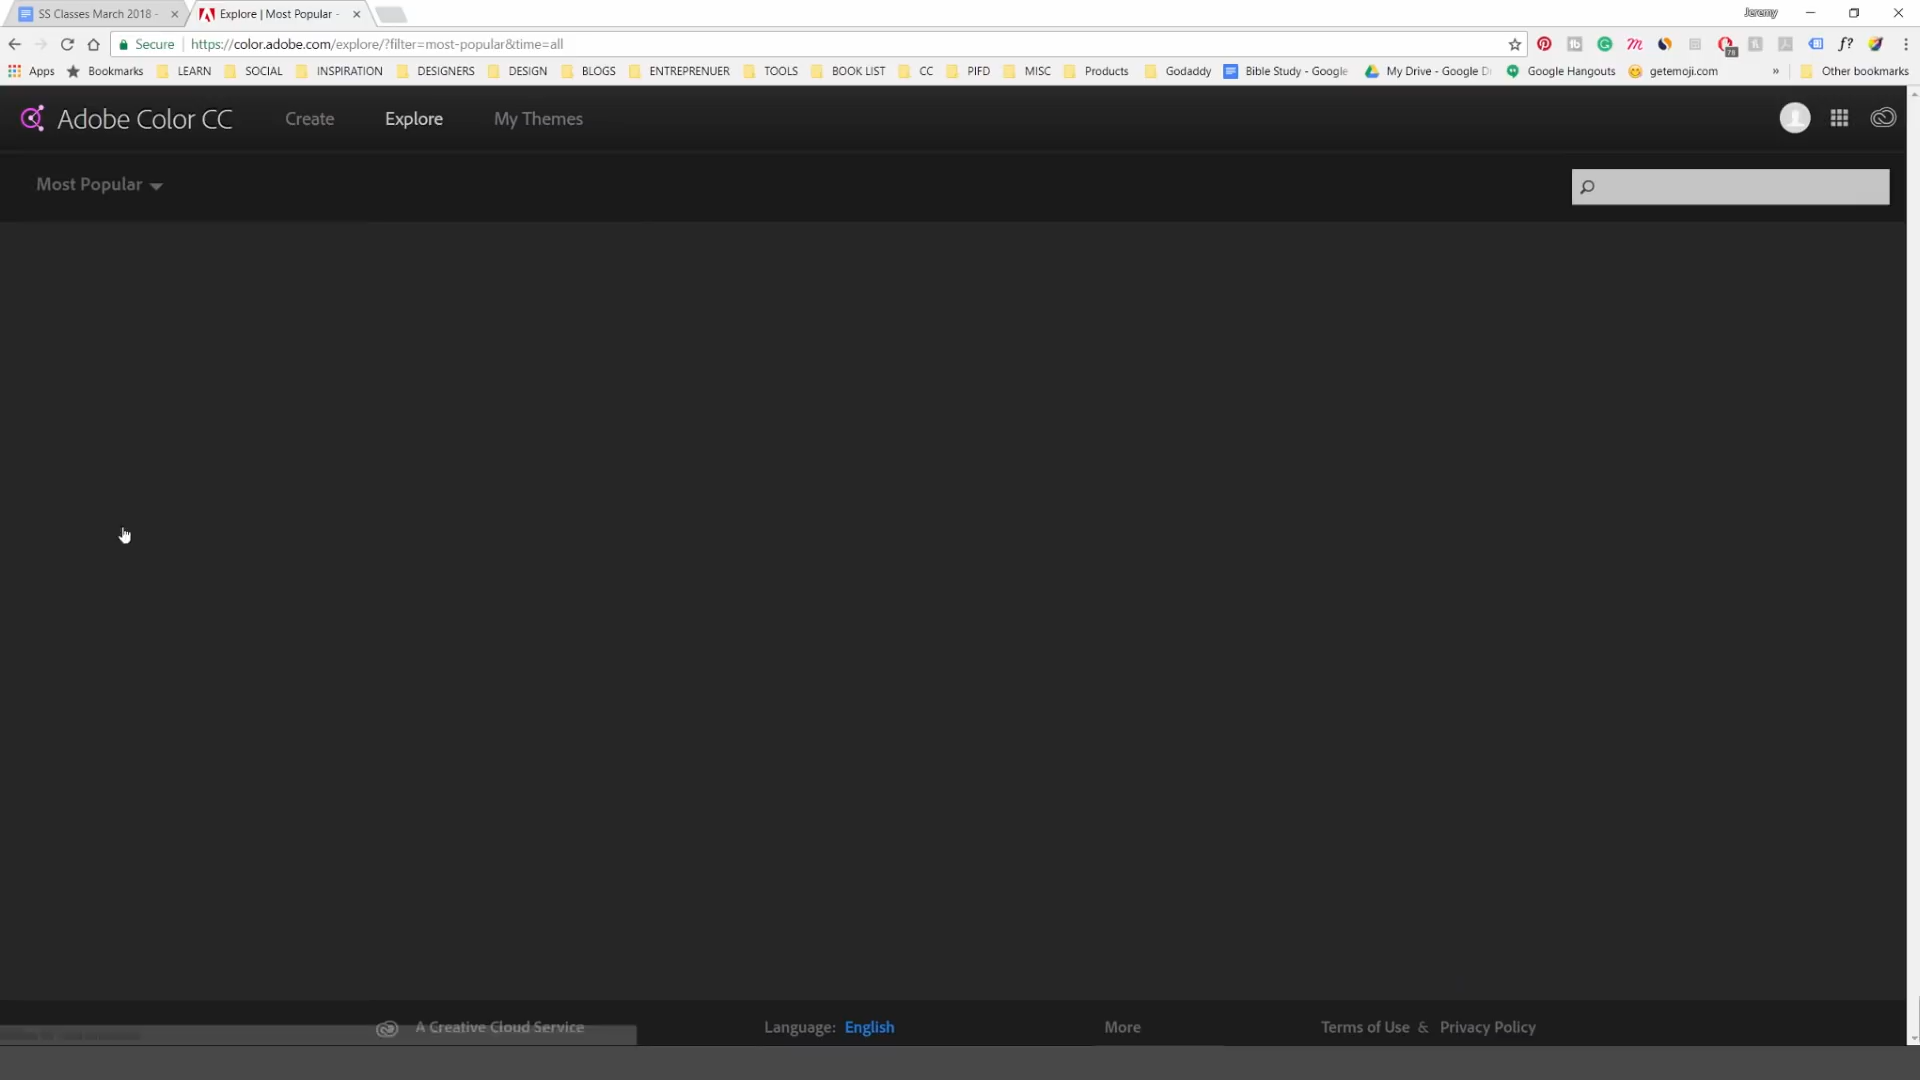 SS Classes March 2018 -
Explore | Most Popular -
Jeremy
Secure https://color.adobe.com/explore/?filter=most-popular&time=all
f?
Apps Bookmarks LEARN SOCIAL INSPIRATION DESIGNERS DESIGN BLOGS ENTREPRENUER TOOLS BOOK LIST CC PIFD MISC Products Godaddy Bible Study - Google My Drive - Google D Google Hangouts getemoji.com » Other bookmarks
Adobe Color CC Create Explore My Themes
Most Popular
A Creative Cloud Service Language: English More Terms of Use & Privacy Policy